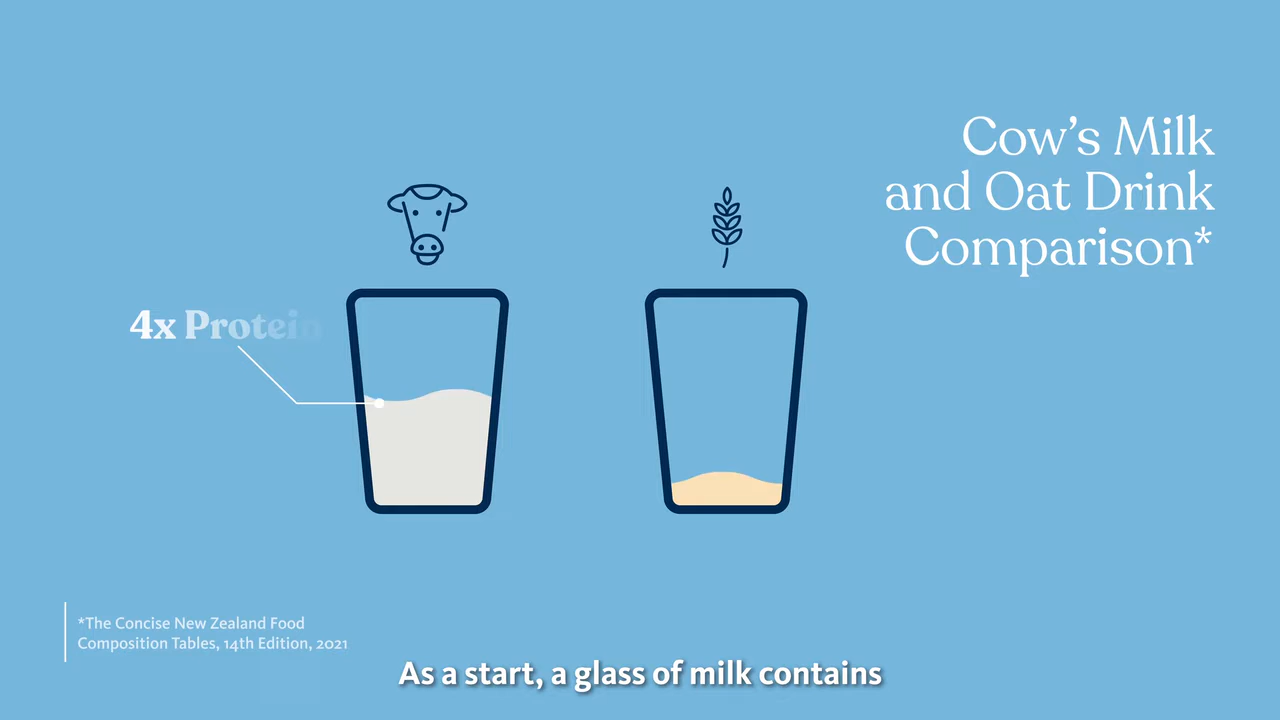 Cow's Milk
and Oat Drink
Comparison*
4x Protein
*The Concise New Zealand Food
Composition Tables, 14th Edition, 2021
As a start, a glass of milk contains